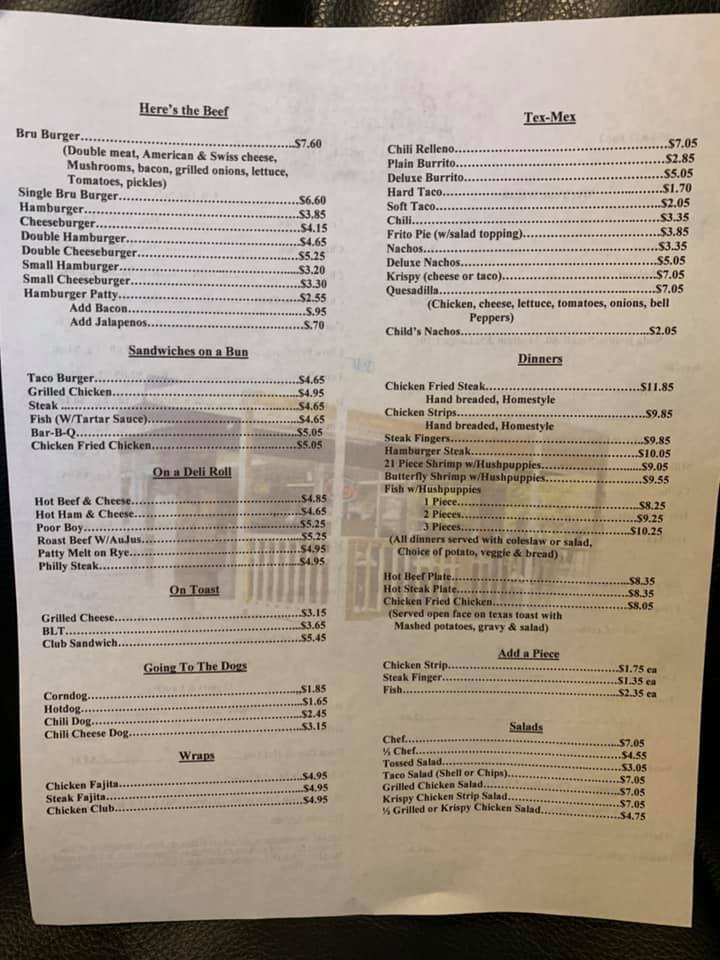 Here's the Beef
Bru Burger..........$7.60
(Double meat, American & Swiss cheese,
Mushrooms, bacon, grilled onions, lettuce,
Tomatoes, pickles)
Single Bru Burger..........$6.60
Hamburger..........$3.85
Cheeseburger..........$4.15
Double Hamburger..........$4.65
Double Cheeseburger..........$5.25
Small Hamburger..........$3.20
Small Cheeseburger..........$3.30
Hamburger Patty..........$2.55
Add Bacon..........$.95
Add Jalapenos..........$.70
Sandwiches on a Bun
Taco Burger..........$4.65
Grilled Chicken..........$4.95
Steak ..........$4.65
Fish (W/Tartar Sauce)..........$4.65
Bar-B-Q..........$5.05
Chicken Fried Chicken..........$5.05
On a Deli Roll
Hot Beef & Cheese..........$4.85
Hot Ham & Cheese..........$4.65
Poor Boy..........$5.25
Roast Beef W/AuJus..........$5.25
Patty Melt on Rye..........$4.95
Philly Steak..........$4.95
On Toast
Grilled Cheese..........$3.15
BLT..........$3.65
Club Sandwich..........$5.45
Going To The Dogs
Corndog..........$1.85
Hotdog..........$1.65
Chili Dog..........$2.45
Chili Cheese Dog..........$3.15
Wraps
Chicken Fajita..........$4.95
Steak Fajita..........$4.95
Chicken Club..........$4.95
Tex-Mex
Chili Relleno..........$7.05
Plain Burrito..........$2.85
Deluxe Burrito..........$5.05
Hard Taco..........$1.70
Soft Taco..........$2.05
Chili..........$3.35
Frito Pie (w/salad topping)..........$3.85
Nachos..........$3.35
Deluxe Nachos..........$5.05
Krispy (cheese or taco)..........$7.05
Quesadilla..........$7.05
(Chicken, cheese, lettuce, tomatoes, onions, bell
Peppers)
Child's Nachos..........$2.05
Dinners
Chicken Fried Steak..........$11.85
Hand breaded, Homestyle
Chicken Strips..........$9.85
Hand breaded, Homestyle
Steak Fingers..........$9.85
Hamburger Steak..........$10.05
21 Piece Shrimp w/Hushpuppies..........$9.05
Butterfly Shrimp w/Hushpuppies..........$9.55
Fish w/Hushpuppies
1 Piece..........$8.25
2 Pieces..........$9.25
3 Pieces..........$10.25
(All dinners served with coleslaw or salad,
Choice of potato, veggie & bread)
Hot Beef Plate..........$8.35
Hot Steak Plate..........$8.35
Chicken Fried Chicken..........$8.05
(Served open face on texas toast with
Mashed potatoes, gravy & salad)
Add a Piece
Chicken Strip..........$1.75 ea
Steak Finger..........$1.35 ea
Fish..........$2.35 ea
Salads
Chef..........$7.05
½ Chef..........$4.55
Tossed Salad..........$3.05
Taco Salad (Shell or Chips)..........$7.05
Grilled Chicken Salad..........$7.05
Krispy Chicken Strip Salad..........$7.05
½ Grilled or Krispy Chicken Salad..........$4.75